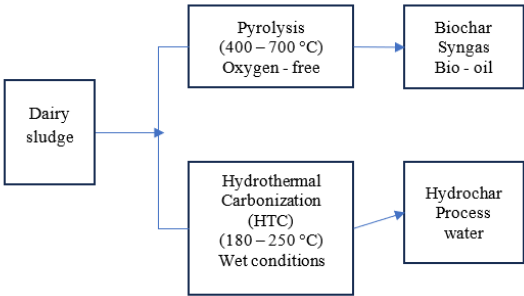 Dairy
sludge
Pyrolysis
(400 – 700 °C)
Oxygen - free
Biochar
Syngas
Bio - oil
Hydrothermal
Carbonization
(HTC)
(180 – 250 °C)
Wet conditions
Hydrochar
Process
water